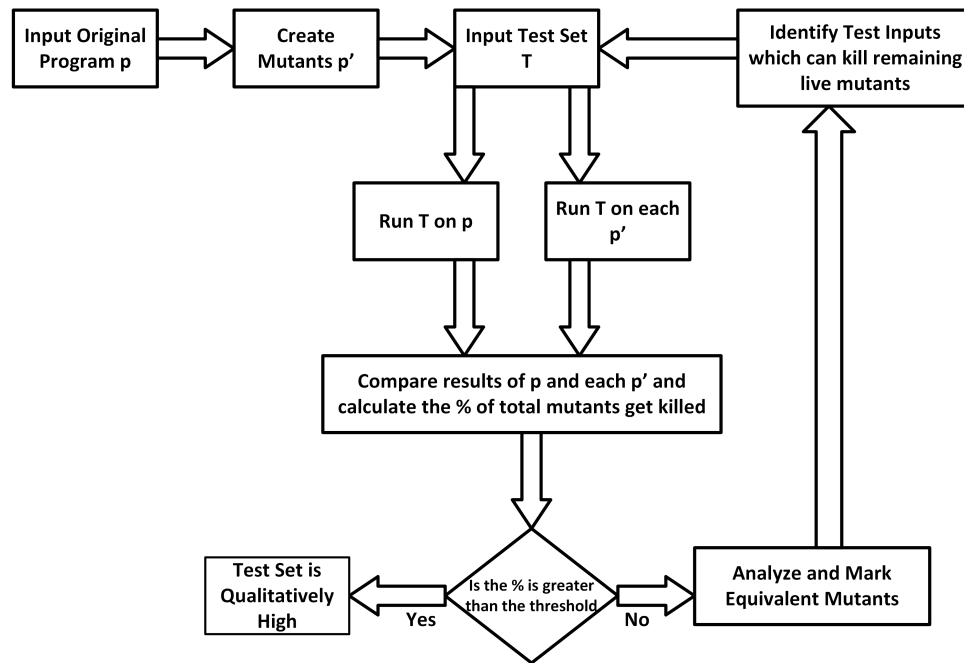 Input Original
Program p
Create
Mutants p’
Input Test Set
T
Identify Test Inputs
which can kill remaining
live mutants
Run T on p
Run T on each
p’
Compare results of p and each p’ and
calculate the % of total mutants get killed
Is the % is greater
than the threshold
Yes
No
Test Set is
Qualitatively
High
Analyze and Mark
Equivalent Mutants